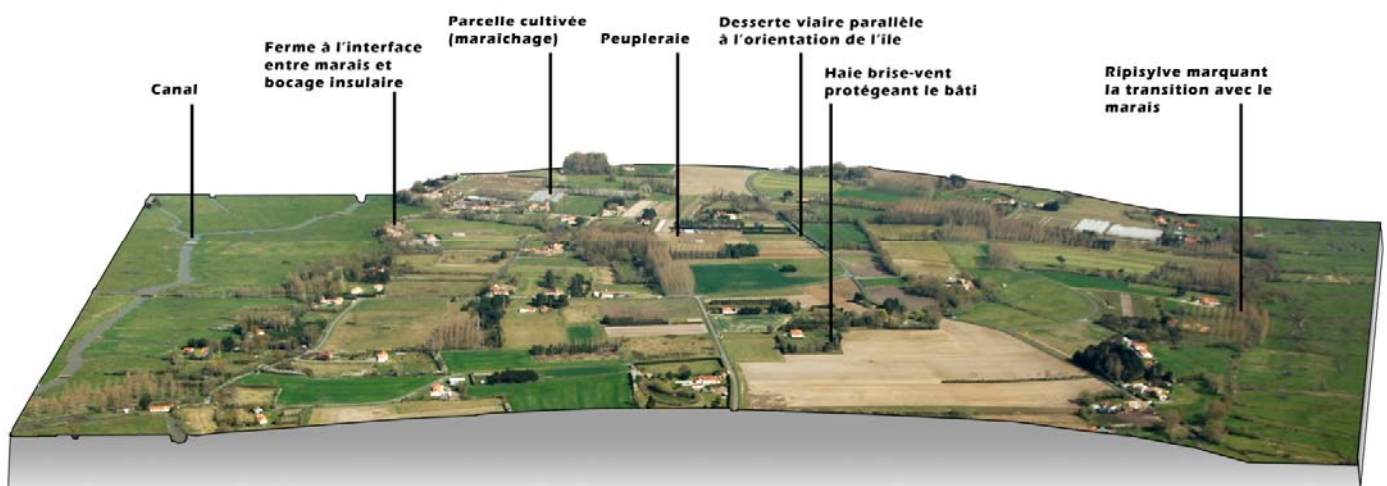 Canal
Ferme à l'interface
entre marais et
bocage insulaire
Parcelle cultivée
(maraîchage)
Peupleraie
Desserte viaire parallèle
à l'orientation de l'île
Haie brise-vent
protégeant le bâti
Ripisylve marquant
la transition avec le
marais